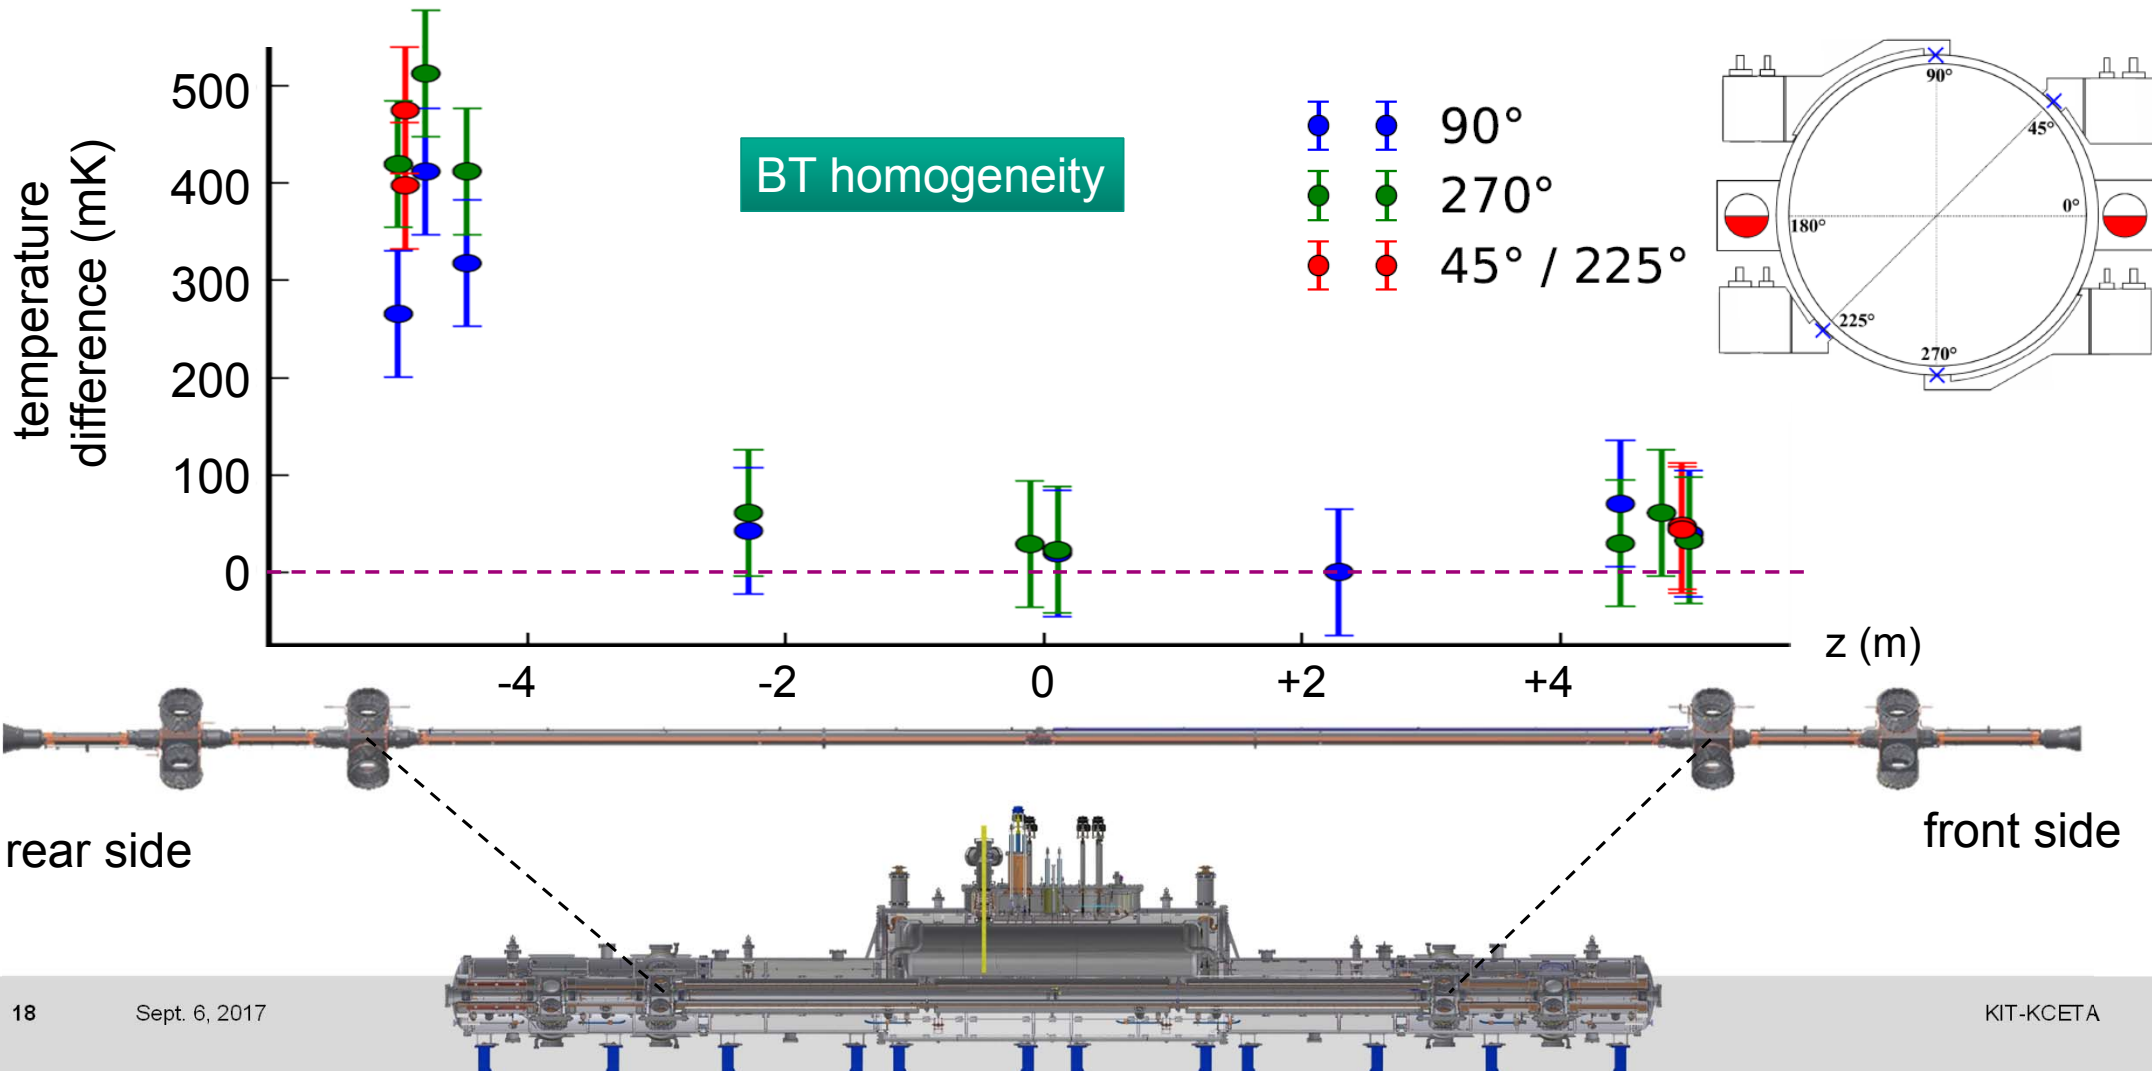 temperature
difference (mK)
500
400
300
200
100
0
BT homogeneity
90°
270°
45° / 225°
90°
45°
0°
180°
225°
270°
-4
-2
0
+2
+4
z (m)
rear side
front side
18
Sept. 6, 2017
KIT-KCETA